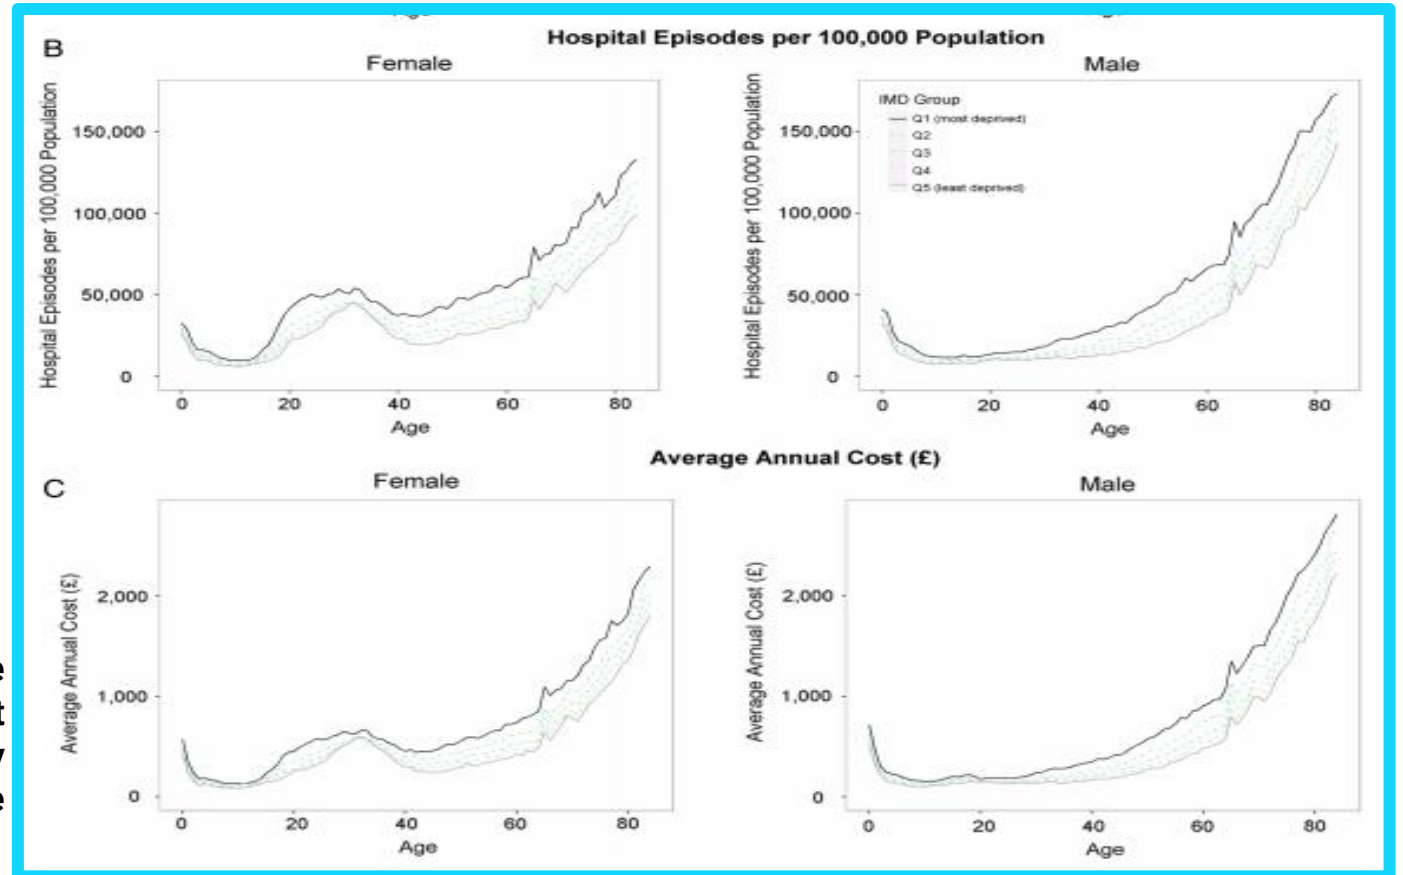 B
Hospital Episodes per 100,000 Population
Female
Male
Hospital Episodes per 100,000 Population
150,000
100,000
50,000
0
0 20 40 60 80
Age
Hospital Episodes per 100,000 Population
150,000
100,000
50,000
0
IMD Group
Q1 (most deprived)
Q2
Q3
Q4
Q5 (least deprived)
0 20 40 60 80
Age
Average Annual Cost (£)
C
Female
Male
Average Annual Cost (£)
2,000
1,000
0
0 20 40 60 80
Age
Average Annual Cost (£)
2,000
1,000
0
0 20 40 60 80
Age